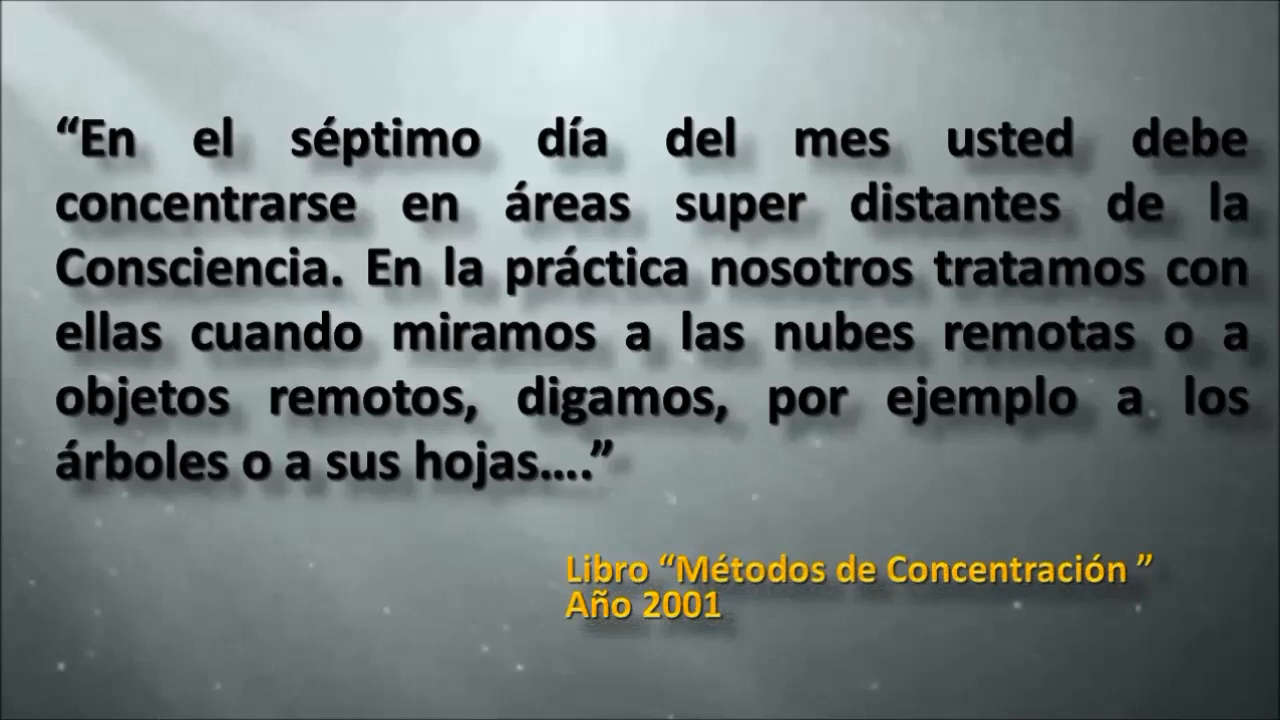 “En el séptimo día del mes usted debe
concentrarse en áreas super distantes de la
Consciencia. En la práctica nosotros tratamos con
ellas cuando miramos a las nubes remotas o a
objetos remotos, digamos, por ejemplo a los
árboles o a sus hojas....”
Libro “Métodos de Concentración ”
Año 2001